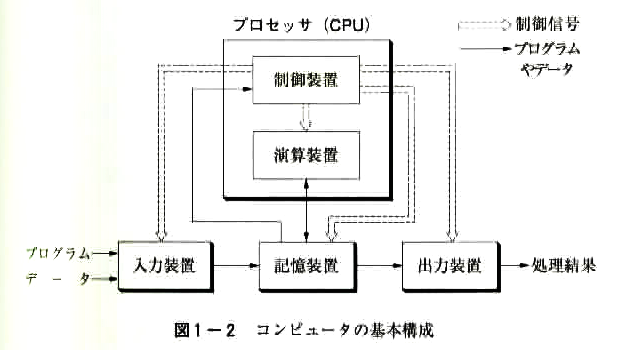 プロセッサ (CPU)
制御信号
プログラム
やデータ
制御装置
演算装置
プログラム
データ
入力装置
記憶装置
出力装置
処理結果
図1-2 コンピュータの基本構成